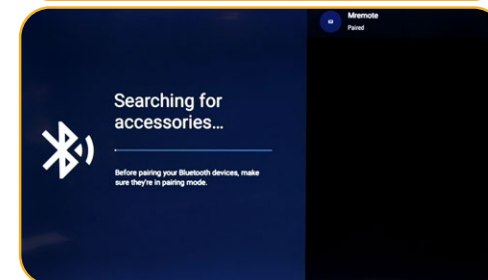 Mremote
Paired
Searching for
accessories...
Before pairing your Bluetooth devices, make
sure they're in pairing mode.